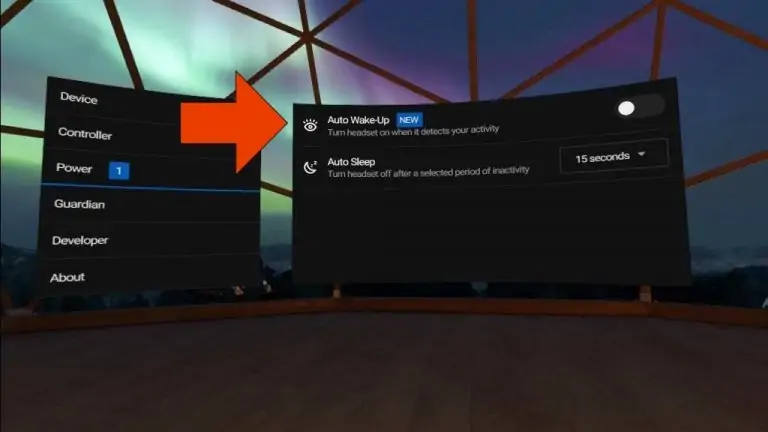 Device
Controller
Power 1
Guardian
Developer
About
Auto Wake-Up NEW
Turn headset on when it detects your activity
Auto Sleep
Turn headset off after a selected period of inactivity
15 seconds